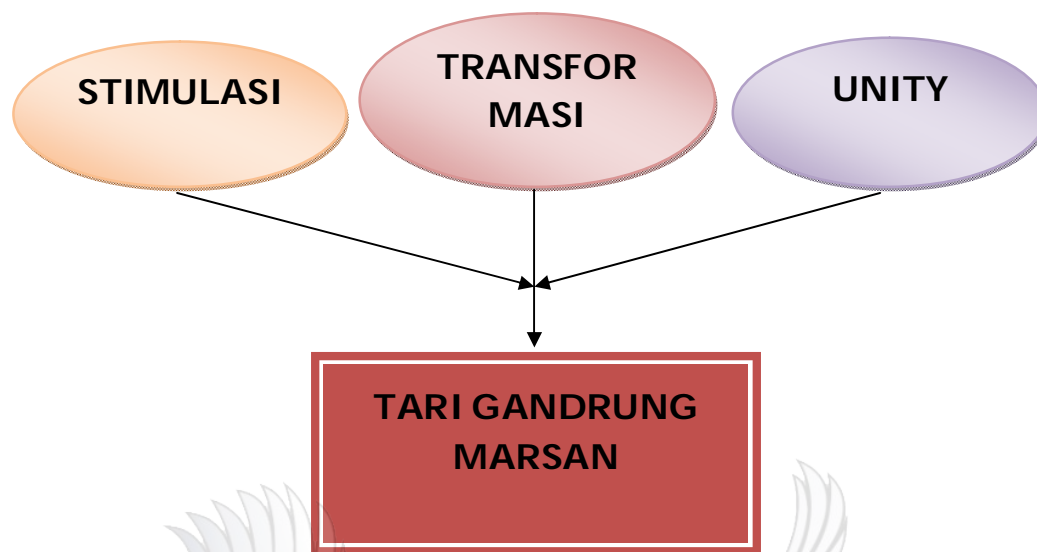 STIMULASI
TRANSFOR
MASI
UNITY
TARI GANDRUNG
MARSAN